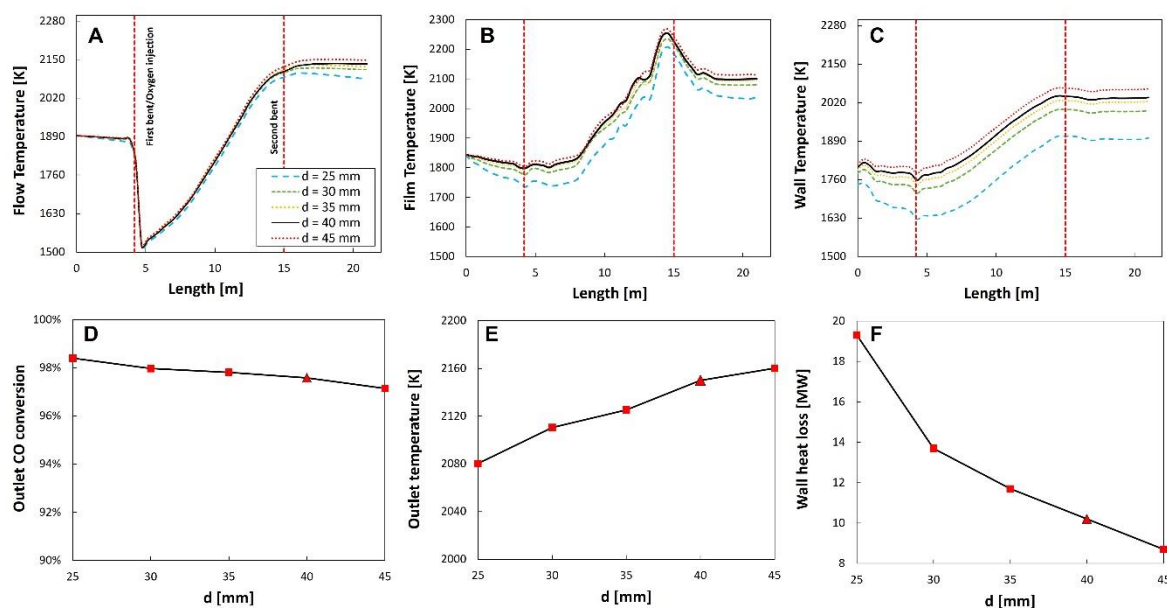 A
Flow Temperature [K]
2280
2150
2020
1890
1760
1630
1500
First bent/Oxygen injection
Second bent
d = 25 mm
d = 30 mm
d = 35 mm
d = 40 mm
d = 45 mm
0 5 10 15 20
Length [m]
B
Film Temperature [K]
2300
2200
2100
2000
1900
1800
1700
1600
1500
0 5 10 15 20
Length [m]
C
Wall Temperature [K]
2280
2150
2020
1890
1760
1630
1500
0 5 10 15 20
Length [m]
D
Outlet CO conversion
100%
98%
96%
94%
92%
90%
25 30 35 40 45
d [mm]
E
Outlet temperature [K]
2200
2160
2120
2080
2040
2000
25 30 35 40 45
d [mm]
F
Wall heat loss [MW]
20
18
16
14
12
10
8
25 30 35 40 45
d [mm]